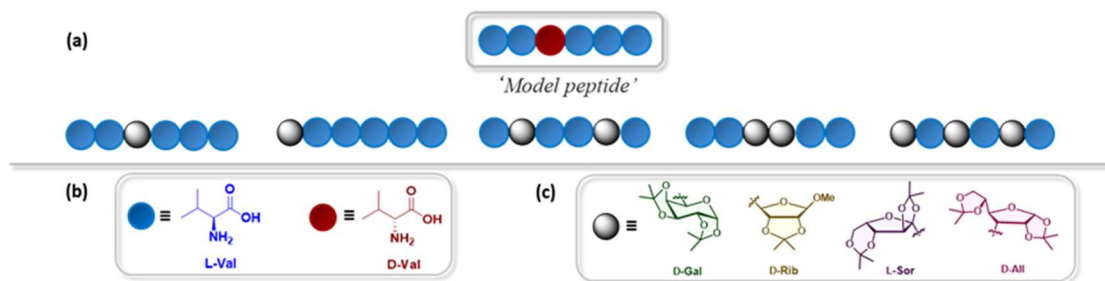 (a)
'Model peptide'
(b)
(c)
≡
O
OH
NH₂
L-Val
≡
O
OH
NH₂
D-Val
≡
O
O
O
O
O
D-Gal
O
OMe
O
O
D-Rib
O
O
O
O
O
L-Sor
O
O
O
O
O
D-All